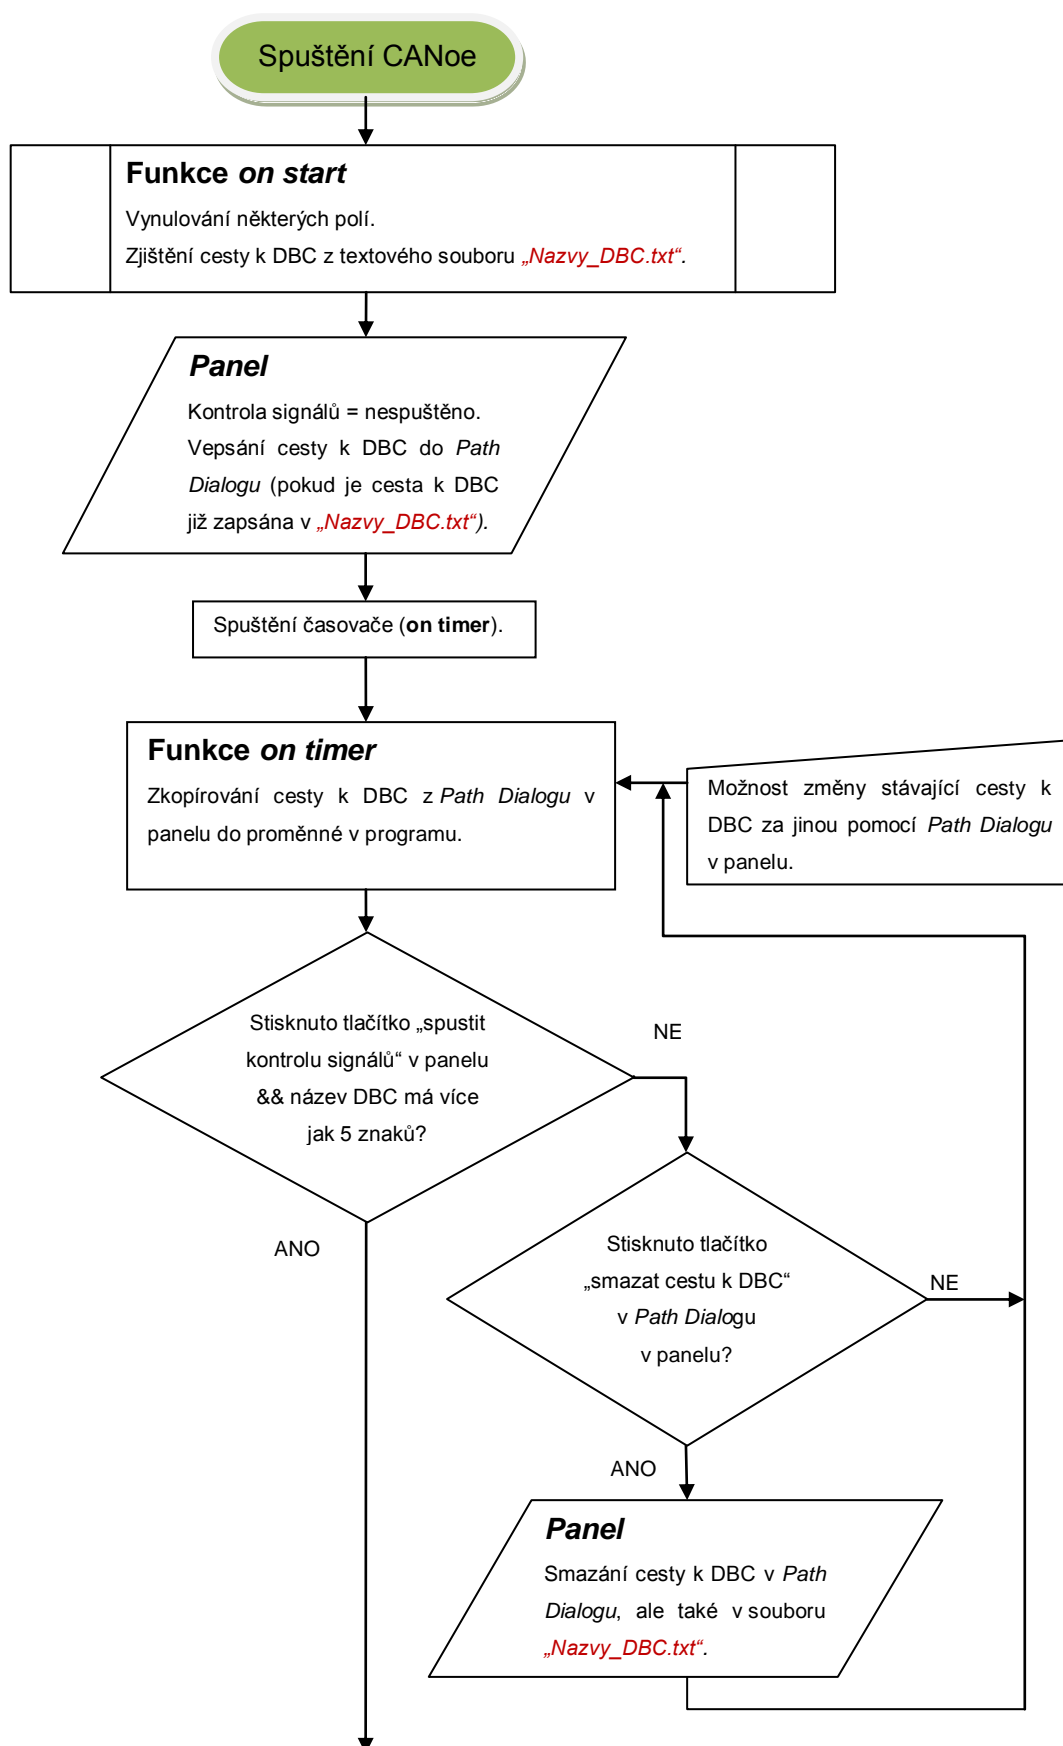 Spuštění CANoe
Funkce on start
Vynulování některých polí.
Zjištění cesty k DBC z textového souboru „Nazvy_DBC.txt“.
Panel
Kontrola signálů = nespuštěno.
Vepsání cesty k DBC do Path
Dialogu (pokud je cesta k DBC
již zapsána v „Nazvy_DBC.txt“).
Spuštění časovače (on timer).
Funkce on timer
Zkopírování cesty k DBC z Path Dialogu v
panelu do proměnné v programu.
Možnost změny stávající cesty k
DBC za jinou pomocí Path Dialogu
v panelu.
Stisknuto tlačítko „spustit
kontrolu signálů“ v panelu
&& název DBC má více
jak 5 znaků?
NE
ANO
Stisknuto tlačítko
„smazat cestu k DBC“
v Path Dialogu
v panelu?
NE
ANO
Panel
Smazání cesty k DBC v Path
Dialogu, ale také v souboru
„Nazvy_DBC.txt“.